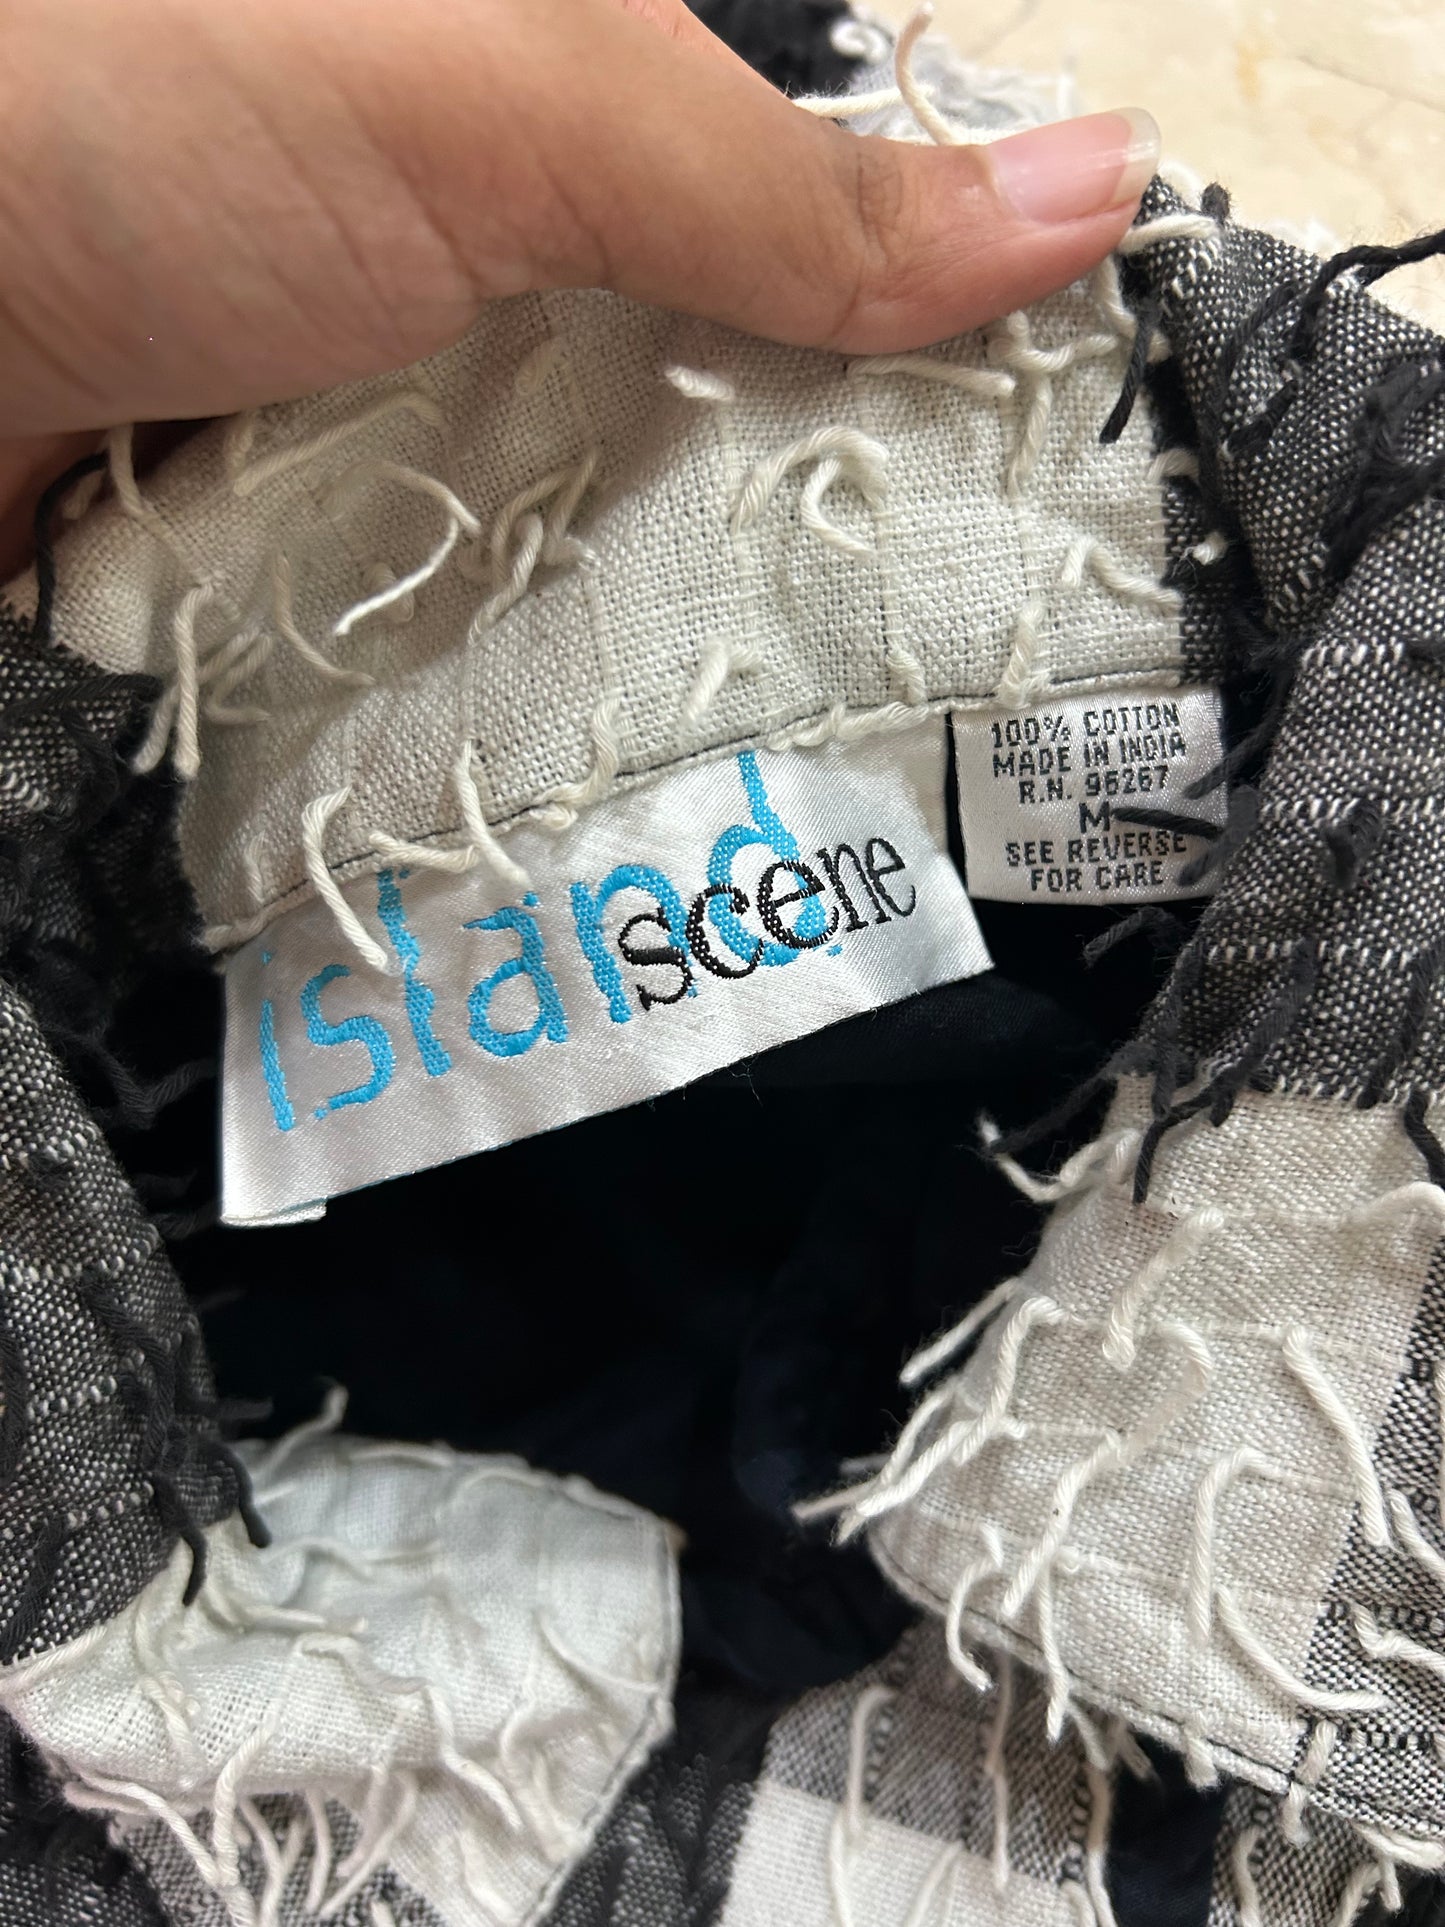 island
scene
100% COTTON
MADE IN INDIA
R.N. 96267
M
SEE REVERSE
FOR CARE